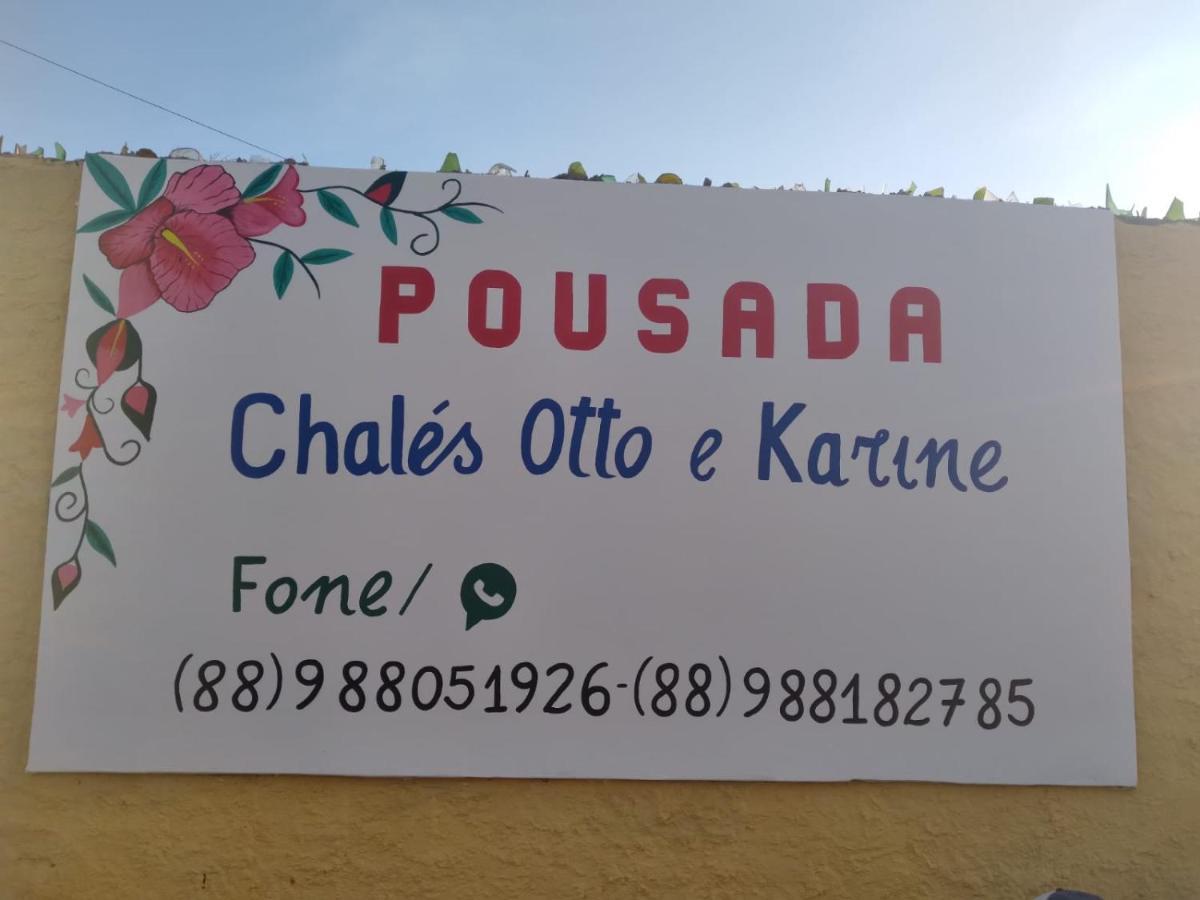 POUSADA
Chalés Otto e Karine
Fone/
(88)988051926-(88)988182785